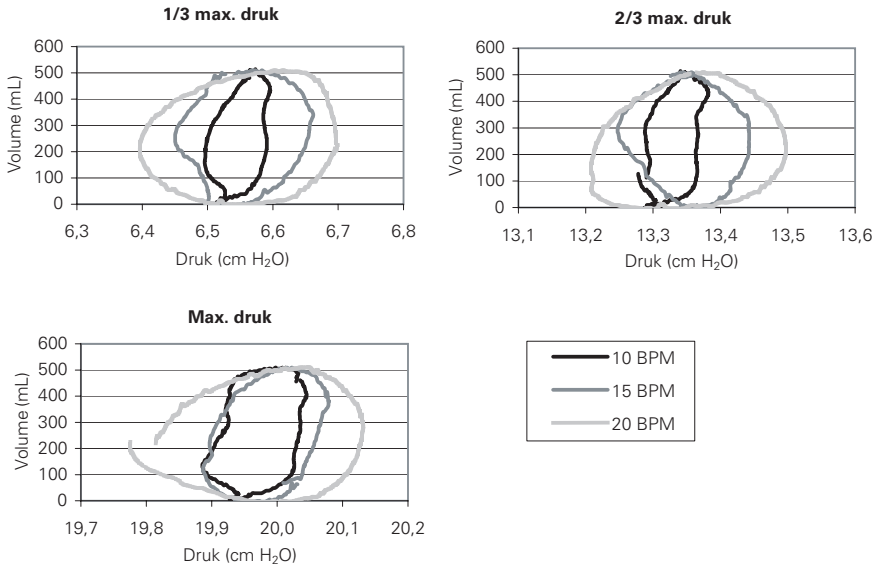 1/3 max. druk
600
500
400
300
200
100
0
Volume (mL)
6,3 6,4 6,5 6,6 6,7 6,8
Druk (cm H₂O)
2/3 max. druk
600
500
400
300
200
100
0
Volume (mL)
13,1 13,2 13,3 13,4 13,5 13,6
Druk (cm H₂O)
Max. druk
600
500
400
300
200
100
0
Volume (mL)
19,7 19,8 19,9 20,0 20,1 20,2
Druk (cm H₂O)
10 BPM
15 BPM
20 BPM